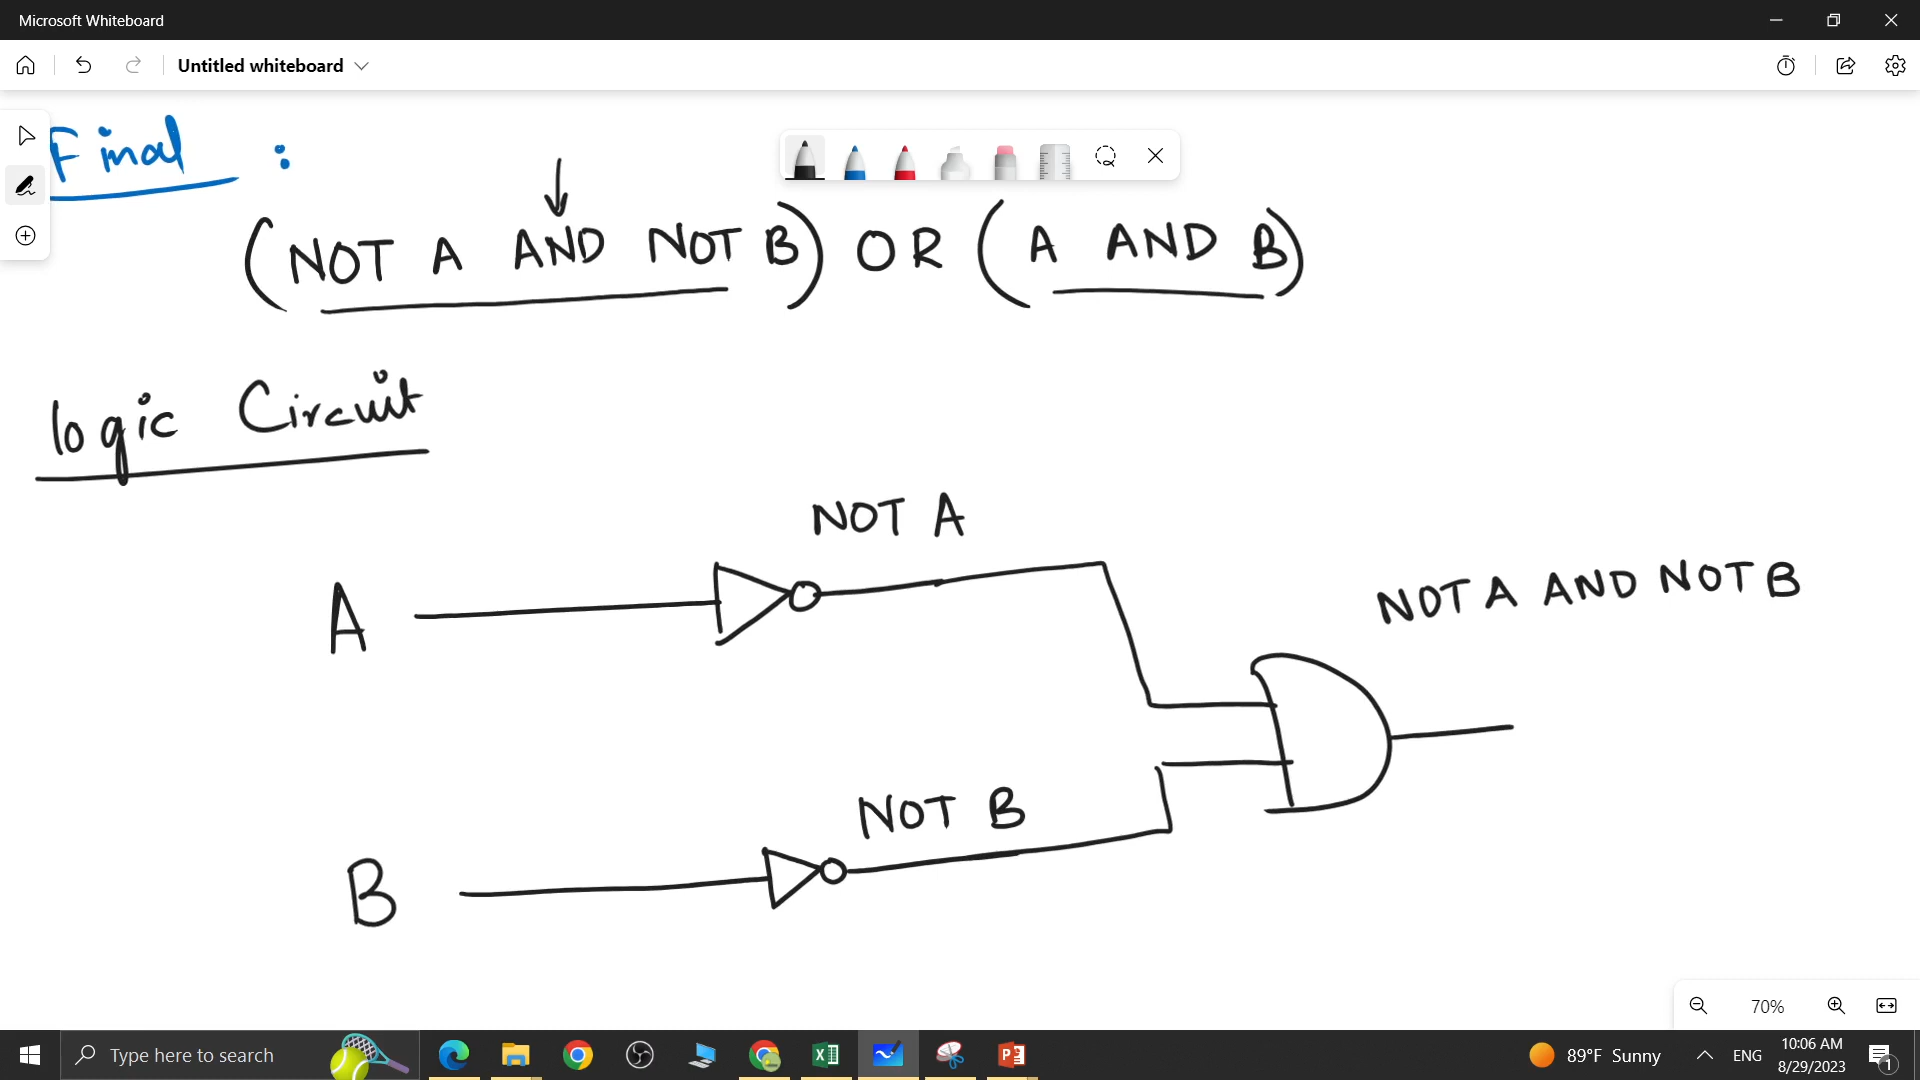 Microsoft Whiteboard
Untitled whiteboard
Final :
(NOT A AND NOT B) OR (A AND B)
logic Circuit
NOT A
A
NOT A AND NOT B
NOT B
B
70%
Type here to search
89°F Sunny
ENG
10:06 AM
8/29/2023
1